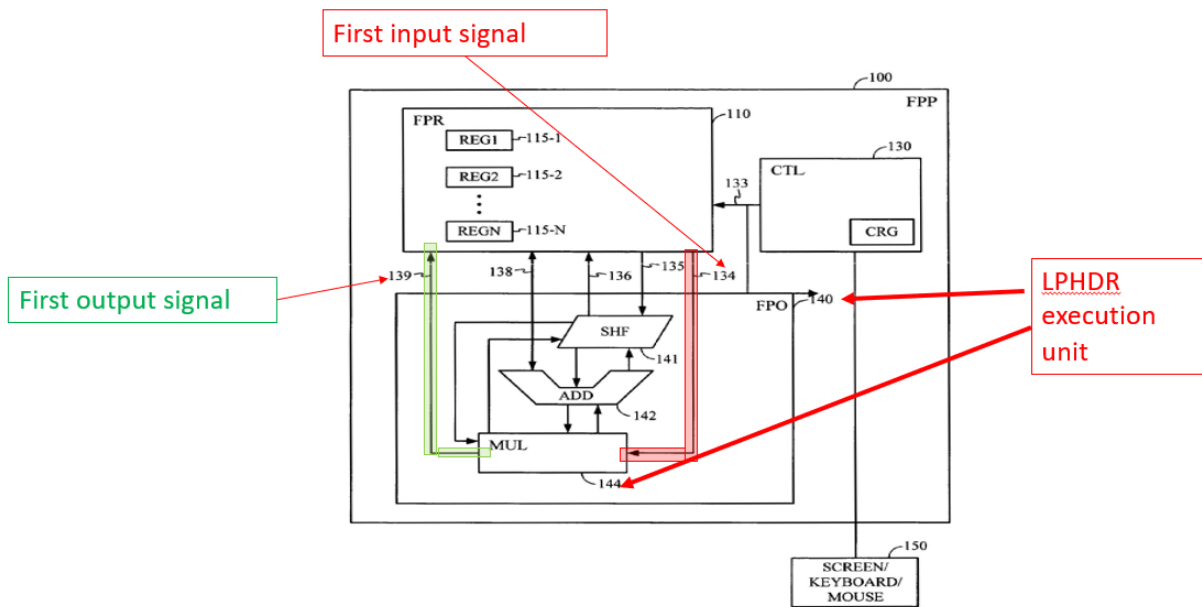 First input signal
100
FPP
FPR
110
REG1
115-1
130
CTL
REG2
115-2
133
REGN
115-N
CRG
139
138
136
135
134
First output signal
LPHDR
execution
unit
FPO
140
SHF
141
ADD
142
MUL
144
150
SCREEN/
KEYBOARD/
MOUSE